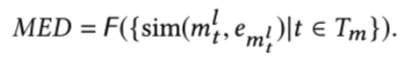 MED = F({sim(m_t^l, e_{m_t^l})|t ∈ T_m}).